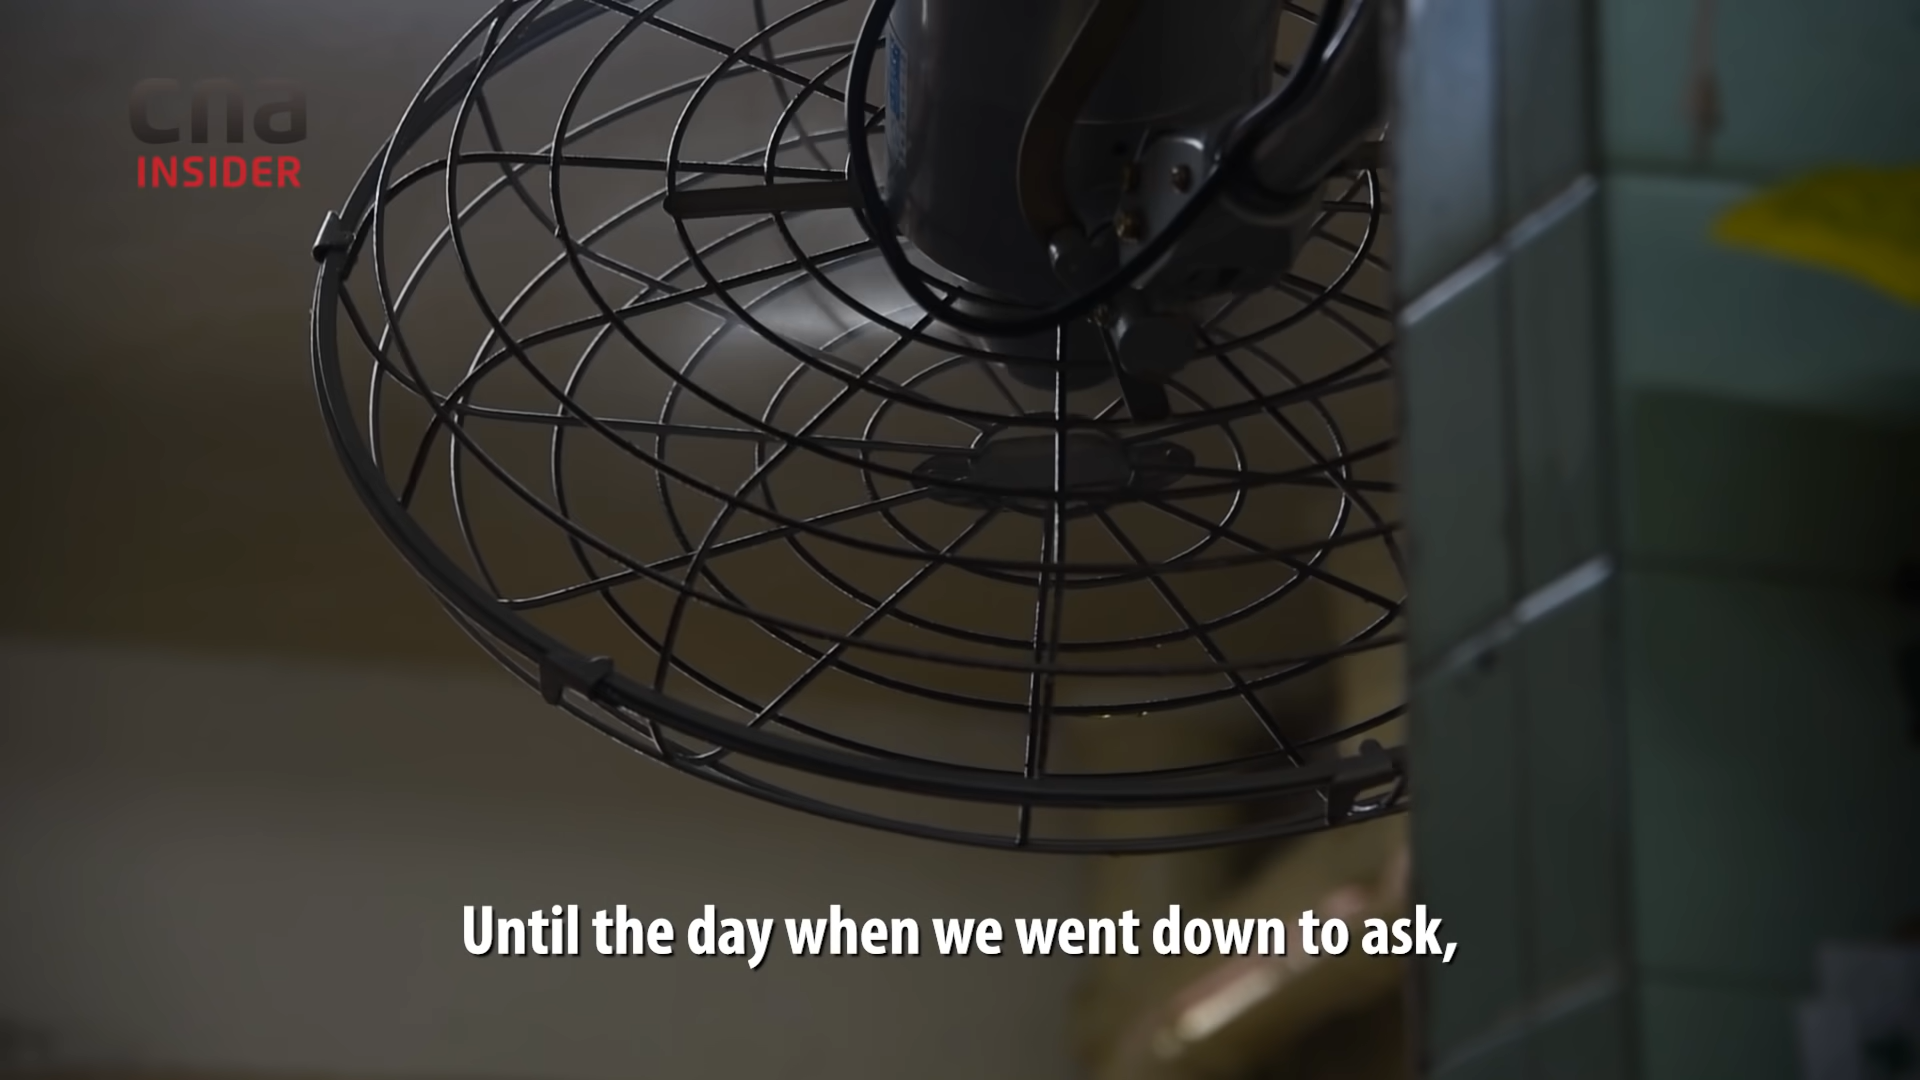 cna
INSIDER
Until the day when we went down to ask,